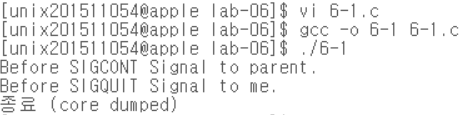 [unix201511054@apple lab-06]$ vi 6-1.c
[unix201511054@apple lab-06]$ gcc -o 6-1 6-1.c
[unix201511054@apple lab-06]$ ./6-1
Before SIGCONT Signal to parent.
Before SIGQUIT Signal to me.
종료 (core dumped)